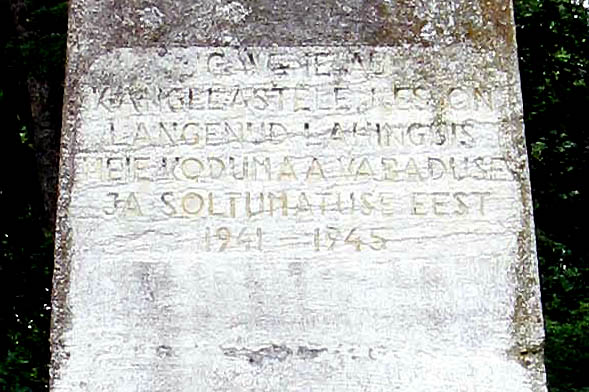 IGAVENE AU
KANGELASTELE, KES ON
LANGENUD LAHINGUIS
MEIE KODUMAA VABADUSE
JA SOLTUMATUSE EEST
1941 — 1945